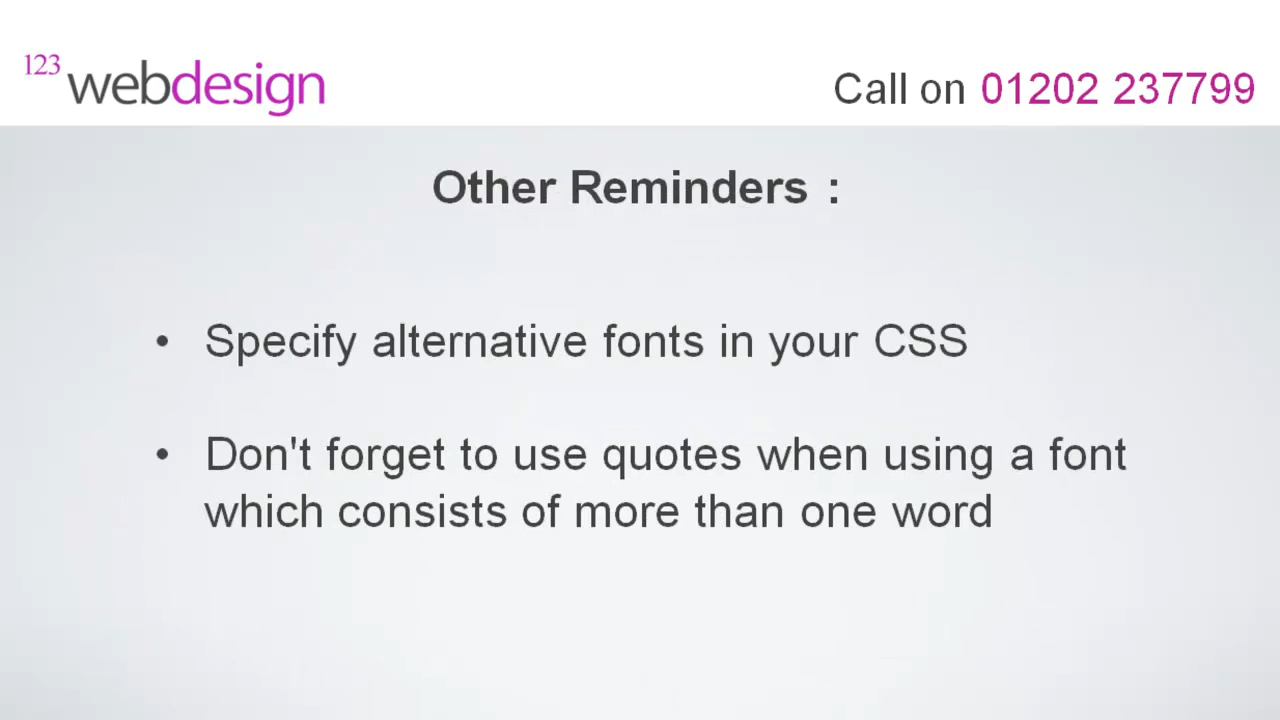 123 webdesign
Call on 01202 237799
Other Reminders :
• Specify alternative fonts in your CSS
• Don't forget to use quotes when using a font
which consists of more than one word